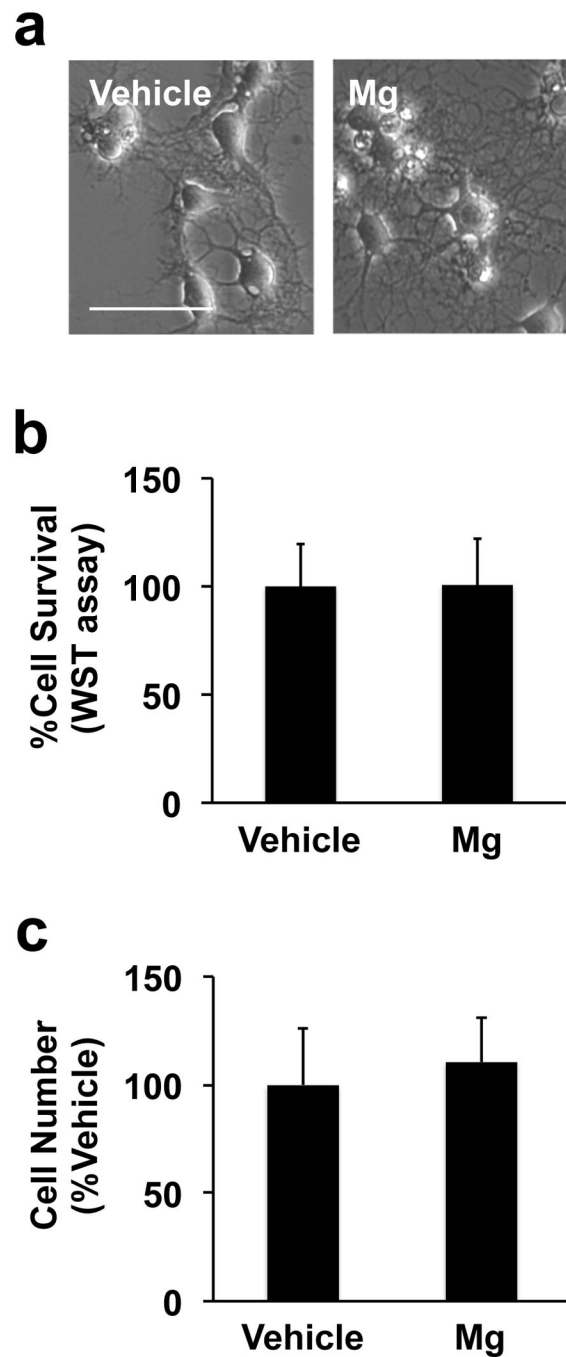 a
Vehicle
Mg
b
%Cell Survival
(WST assay)
150
100
50
0
Vehicle
Mg
c
Cell Number
(%Vehicle)
150
100
50
0
Vehicle
Mg